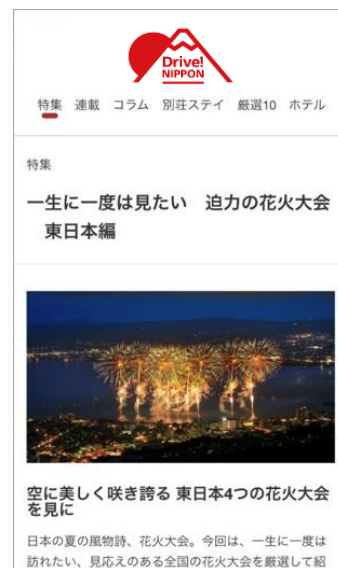 Drive!
NIPPON
特集 連載 コラム 別荘ステイ 厳選10 ホテル
特集
一生に一度は見たい　迫力の花火大会
東日本編
空に美しく咲き誇る 東日本4つの花火大会
を見に
日本の夏の風物詩、花火大会。今回は、一生に一度は
訪れたい、見応えのある全国の花火大会を厳選して紹